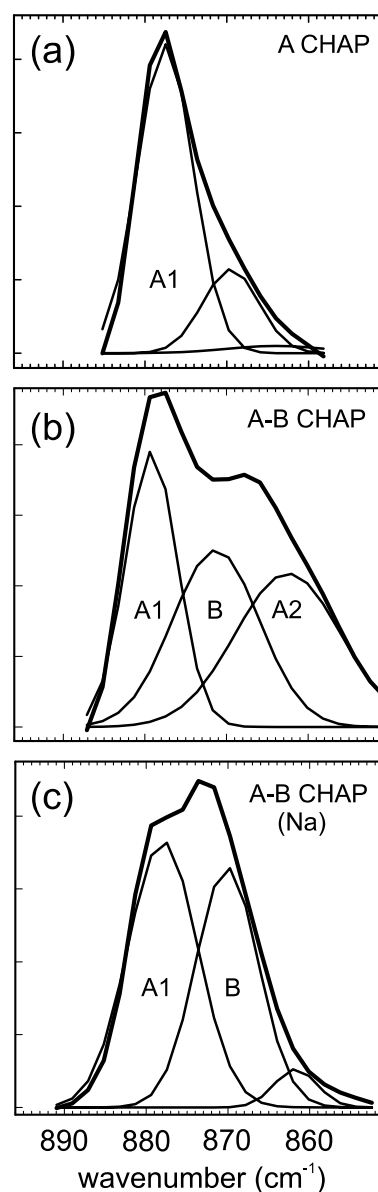 (a) A CHAP
A1
(b) A-B CHAP
A1 B A2
(c) A-B CHAP
(Na)
A1 B
890 880 870 860
wavenumber (cm⁻¹)